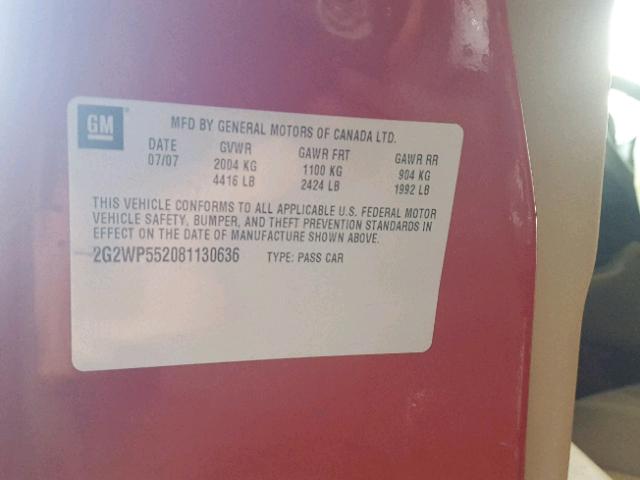 GM
MFD BY GENERAL MOTORS OF CANADA LTD.
DATE GVWR GAWR FRT GAWR RR
07/07 2004 KG 1100 KG 904 KG
4416 LB 2424 LB 1992 LB
THIS VEHICLE CONFORMS TO ALL APPLICABLE U.S. FEDERAL MOTOR
VEHICLE SAFETY, BUMPER, AND THEFT PREVENTION STANDARDS IN
EFFECT ON THE DATE OF MANUFACTURE SHOWN ABOVE.
2G2WP552081130636 TYPE: PASS CAR